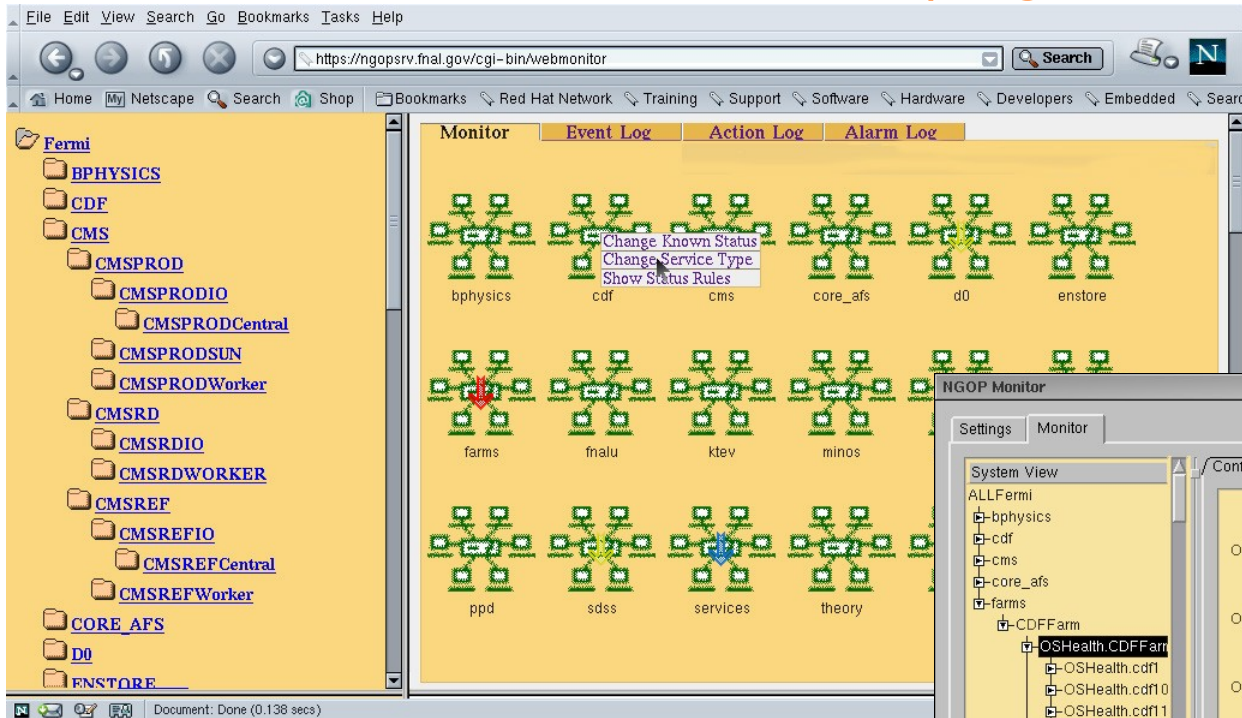 File Edit View Search Go Bookmarks Tasks Help
https://ngopsrv.fnal.gov/cgi-bin/webmonitor
Search
N
Home My Netscape Search Shop Bookmarks Red Hat Network Training Support Software Hardware Developers Embedded Searc
Fermi
BPHYSICS
CDF
CMS
CMSPROD
CMSPRODIO
CMSPRODCentral
CMSPRODSUN
CMSPRODWorker
CMSRD
CMSRDIO
CMSRDWORKER
CMSREF
CMSREFIO
CMSREFCentral
CMSREFWorker
CORE_AFS
D0
ENSTORE
Monitor Event Log Action Log Alarm Log
Change Known Status
Change Service Type
Show Status Rules
bphysics cdf cms core_afs d0 enstore
farms fnalu ktev minos
ppd sdss services theory
NGOP Monitor
Settings Monitor
System View
Cont
ALLFermi
bphysics
cdf
cms
core_afs
farms
CDFFarm
OSHealth.CDFFarm
OSHealth.cdf1
OSHealth.cdf10
OSHealth.cdf11
O
O
O
Document: Done (0.138 secs)